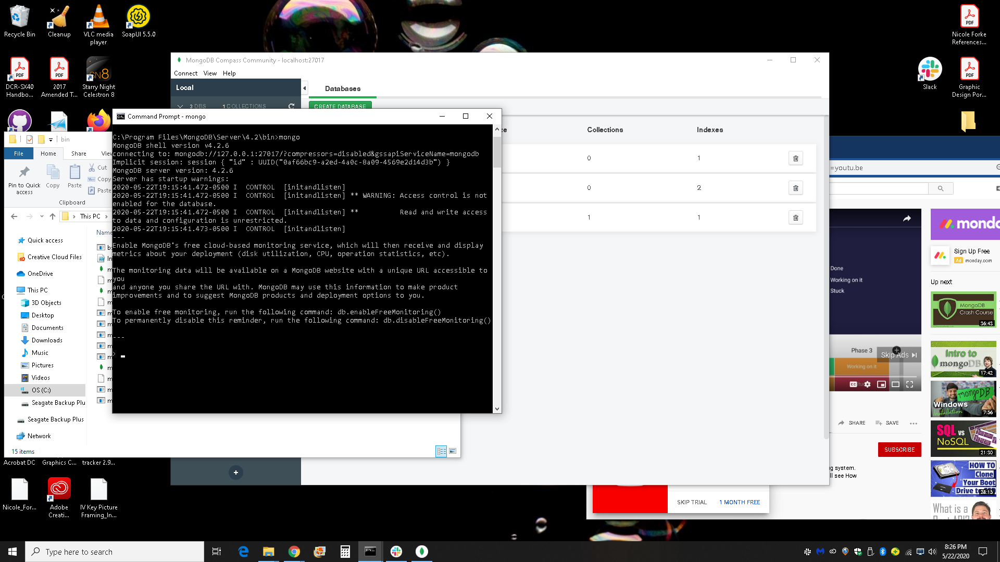 Recycle Bin
Cleanup
VLC media
player
SoapUI 5.5.0
PDF
Nicole Forke
References...
PDF
DCR-SX40
Handbo...
PDF
2017
Amended T...
SN8
Starry Night
Celestron 8
Slack
PDF
Graphic
Design Por...
MongoDB Compass Community - localhost:27017
Connect View Help
Local
3 DBS 1 COLLECTIONS
Databases
CREATE DATABASE
Collections
Indexes
0 1
0 2
1 1
bin
File Home Share View
Pin to Quick
access
Copy
Paste
Cut
Copy
Paste
Clipboard
This PC
Name
Quick access
Creative Cloud Files
OneDrive
This PC
3D Objects
Desktop
Documents
Downloads
Music
Pictures
Videos
OS (C:)
Seagate Backup Plu
Seagate Backup Plus
Network
15 items
Command Prompt - mongo
C:\Program Files\MongoDB\Server\4.2\bin>mongo
MongoDB shell version v4.2.6
connecting to: mongodb://127.0.0.1:27017/?compressors=disabled&gssapiServiceName=mongodb
Implicit session: session { "id" : UUID("0af66bc9-a2ed-4a0c-8a09-4569e2d14d3b") }
MongoDB server version: 4.2.6
Server has startup warnings:
2020-05-22T19:15:41.472-0500 I  CONTROL  [initandlisten]
2020-05-22T19:15:41.472-0500 I  CONTROL  [initandlisten] ** WARNING: Access control is not
enabled for the database.
2020-05-22T19:15:41.472-0500 I  CONTROL  [initandlisten] **          Read and write access
to data and configuration is unrestricted.
2020-05-22T19:15:41.473-0500 I  CONTROL  [initandlisten]
---
Enable MongoDB's free cloud-based monitoring service, which will then receive and display
metrics about your deployment (disk utilization, CPU, operation statistics, etc).
The monitoring data will be available on a MongoDB website with a unique URL accessible to
you
and anyone you share the URL with. MongoDB may use this information to make product
improvements and to suggest MongoDB products and deployment options to you.
To enable free monitoring, run the following command: db.enableFreeMonitoring()
To permanently disable this reminder, run the following command: db.disableFreeMonitoring()
---
>
=youtu.be
monda
Sign Up Free
Ad monday.com
Done
Working on it
Stuck
Up next
MongoDB
Crash Course
36:43
Phase 3
Skip Ads
Working on it
CC
Intro to
mongoDB
17:42
mongoDB
Windows
Installation
7:56
SHARE SAVE
SQL vs
NoSQL
21:30
SUBSCRIBE
g system.
ll see How
HOW TO
Clone
Your Boot
Drive to SSD
28:15
What is a
SKIP TRIAL 1 MONTH FREE
Acrobat DC
Graphics C...
tracker 2.9...
Nicole_For...
Adobe
Creati...
IV Key Picture
Framing_In...
Type here to search
8:26 PM
5/22/2020